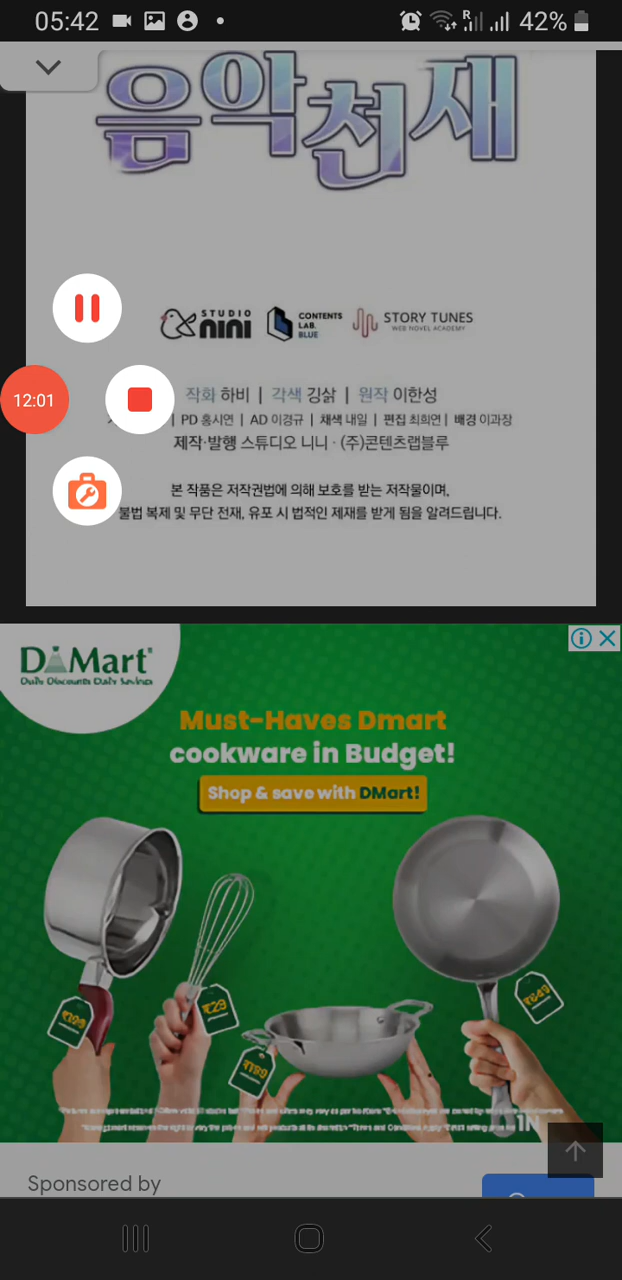 05:42
R
42%
음악천재
STUDIO
nini
CONTENTS
LAB.
BLUE
STORY TUNES
WEB NOVEL ACADEMY
작화 하비 | 각색 깅삵 | 원작 이한성
12:01
| PD 홍시연 | AD 이경규 | 채색 내일 | 편집 최희연 | 배경 이과장
제작·발행 스튜디오 니니 · (주)콘텐츠랩블루
본 작품은 저작권법에 의해 보호를 받는 저작물이며,
불법 복제 및 무단 전재, 유포 시 법적인 제재를 받게 됨을 알려드립니다.
DMart
Daily Discounts Daily Savings
Must-Haves Dmart
cookware in Budget!
Shop & save with DMart!
₹29
₹199
₹649
Sponsored by